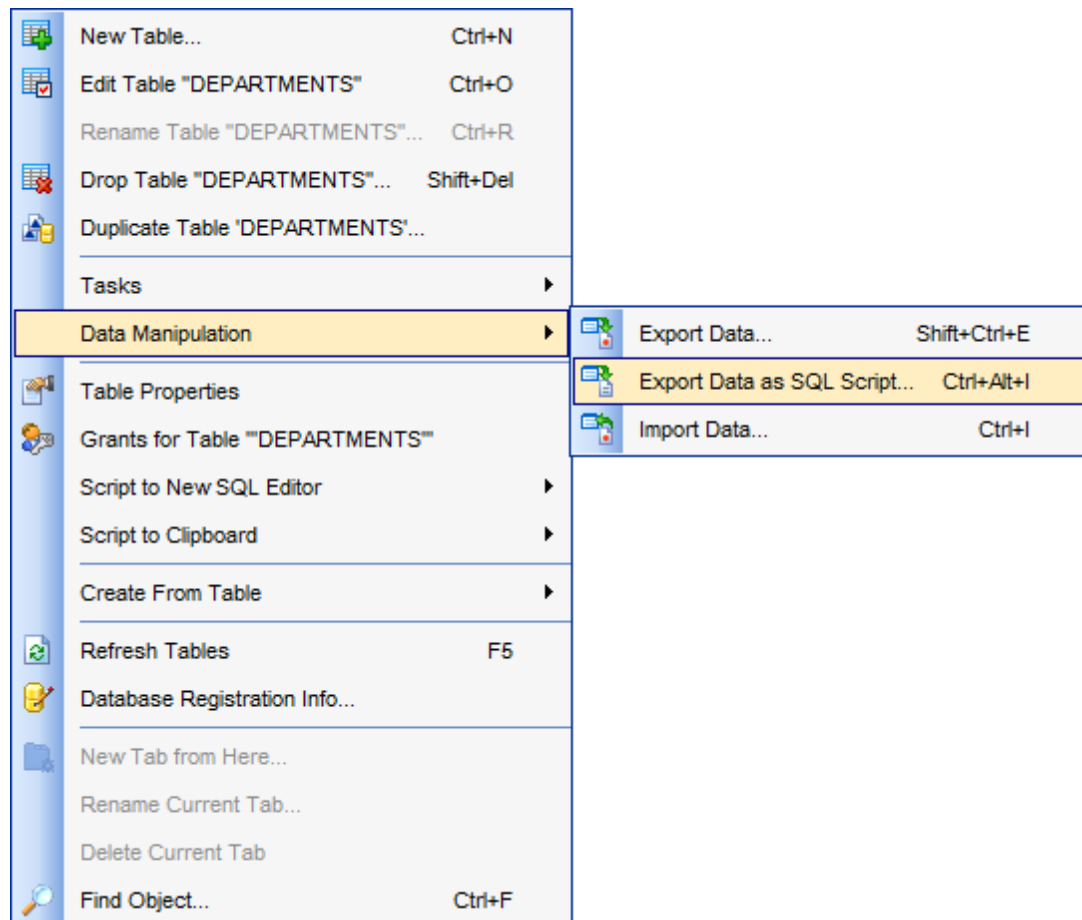 New Table... Ctrl+N
Edit Table "DEPARTMENTS" Ctrl+O
Rename Table "DEPARTMENTS"... Ctrl+R
Drop Table "DEPARTMENTS"... Shift+Del
Duplicate Table 'DEPARTMENTS'...
Tasks
Data Manipulation
Export Data... Shift+Ctrl+E
Export Data as SQL Script... Ctrl+Alt+I
Import Data... Ctrl+I
Table Properties
Grants for Table '"DEPARTMENTS"'
Script to New SQL Editor
Script to Clipboard
Create From Table
Refresh Tables F5
Database Registration Info...
New Tab from Here...
Rename Current Tab...
Delete Current Tab
Find Object... Ctrl+F